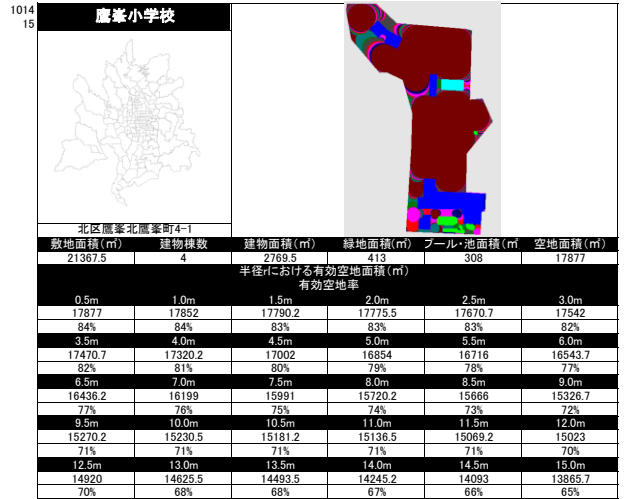 1014
15
鷹峯小学校
北区鷹峯北鷹峯町4-1
敷地面積(㎡) 建物棟数 建物面積(㎡) 緑地面積(㎡) プール・池面積(㎡ 空地面積(㎡)
21367.5 4 2769.5 413 308 17877
半径rにおける有効空地面積(㎡)
有効空地率
0.5m 1.0m 1.5m 2.0m 2.5m 3.0m
17877 17852 17790.2 17775.5 17670.7 17542
84% 84% 83% 83% 83% 82%
3.5m 4.0m 4.5m 5.0m 5.5m 6.0m
17470.7 17320.2 17002 16854 16716 16543.7
82% 81% 80% 79% 78% 77%
6.5m 7.0m 7.5m 8.0m 8.5m 9.0m
16436.2 16199 15991 15720.2 15666 15326.7
77% 76% 75% 74% 73% 72%
9.5m 10.0m 10.5m 11.0m 11.5m 12.0m
15270.2 15230.5 15181.2 15136.5 15069.2 15023
71% 71% 71% 71% 71% 70%
12.5m 13.0m 13.5m 14.0m 14.5m 15.0m
14920 14625.5 14493.5 14245.2 14093 13865.7
70% 68% 68% 67% 66% 65%